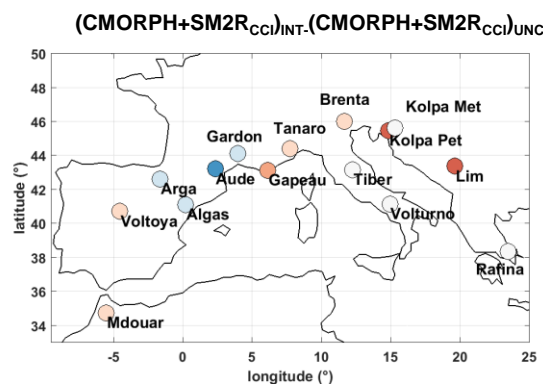 (CMORPH+SM2RCCI)INT-(CMORPH+SM2RCCI)UNC
50
48
46
44
42
40
38
36
34
latitude (°)
Brenta
Kolpa Met
Gardon
Tanaro
Kolpa Pet
Arga
Aude
Gapeau
Tiber
Lim
Voltoya
Algas
Volturno
Rafina
Mdouar
-5 0 5 10 15 20 25
longitude (°)